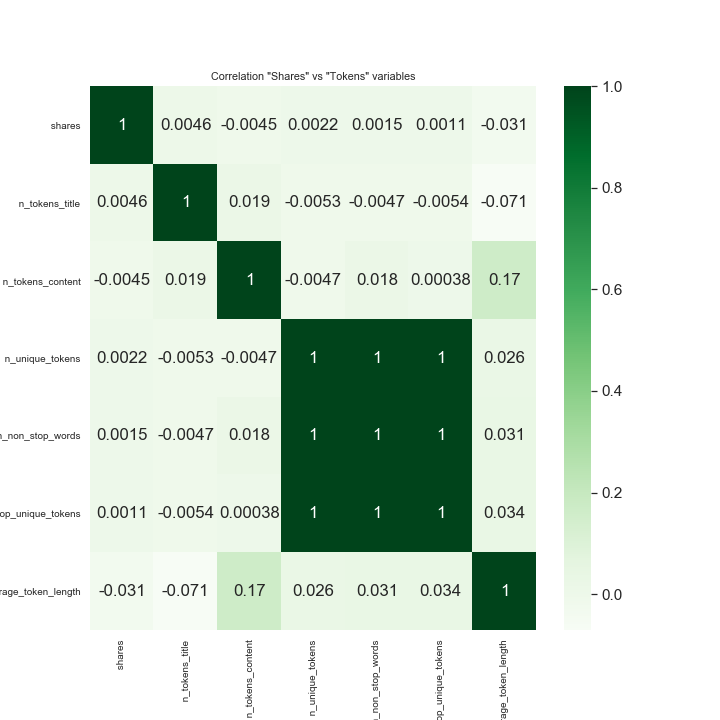 Correlation "Shares" vs "Tokens" variables
shares 1 0.0046 -0.0045 0.0022 0.0015 0.0011 -0.031
n_tokens_title 0.0046 1 0.019 -0.0053 -0.0047 -0.0054 -0.071
n_tokens_content -0.0045 0.019 1 -0.0047 0.018 0.00038 0.17
n_unique_tokens 0.0022 -0.0053 -0.0047 1 1 1 0.026
n_non_stop_words 0.0015 -0.0047 0.018 1 1 1 0.031
op_unique_tokens 0.0011 -0.0054 0.00038 1 1 1 0.034
rage_token_length -0.031 -0.071 0.17 0.026 0.031 0.034 1
shares
n_tokens_title
n_tokens_content
n_unique_tokens
n_non_stop_words
op_unique_tokens
rage_token_length
1.0
0.8
0.6
0.4
0.2
0.0